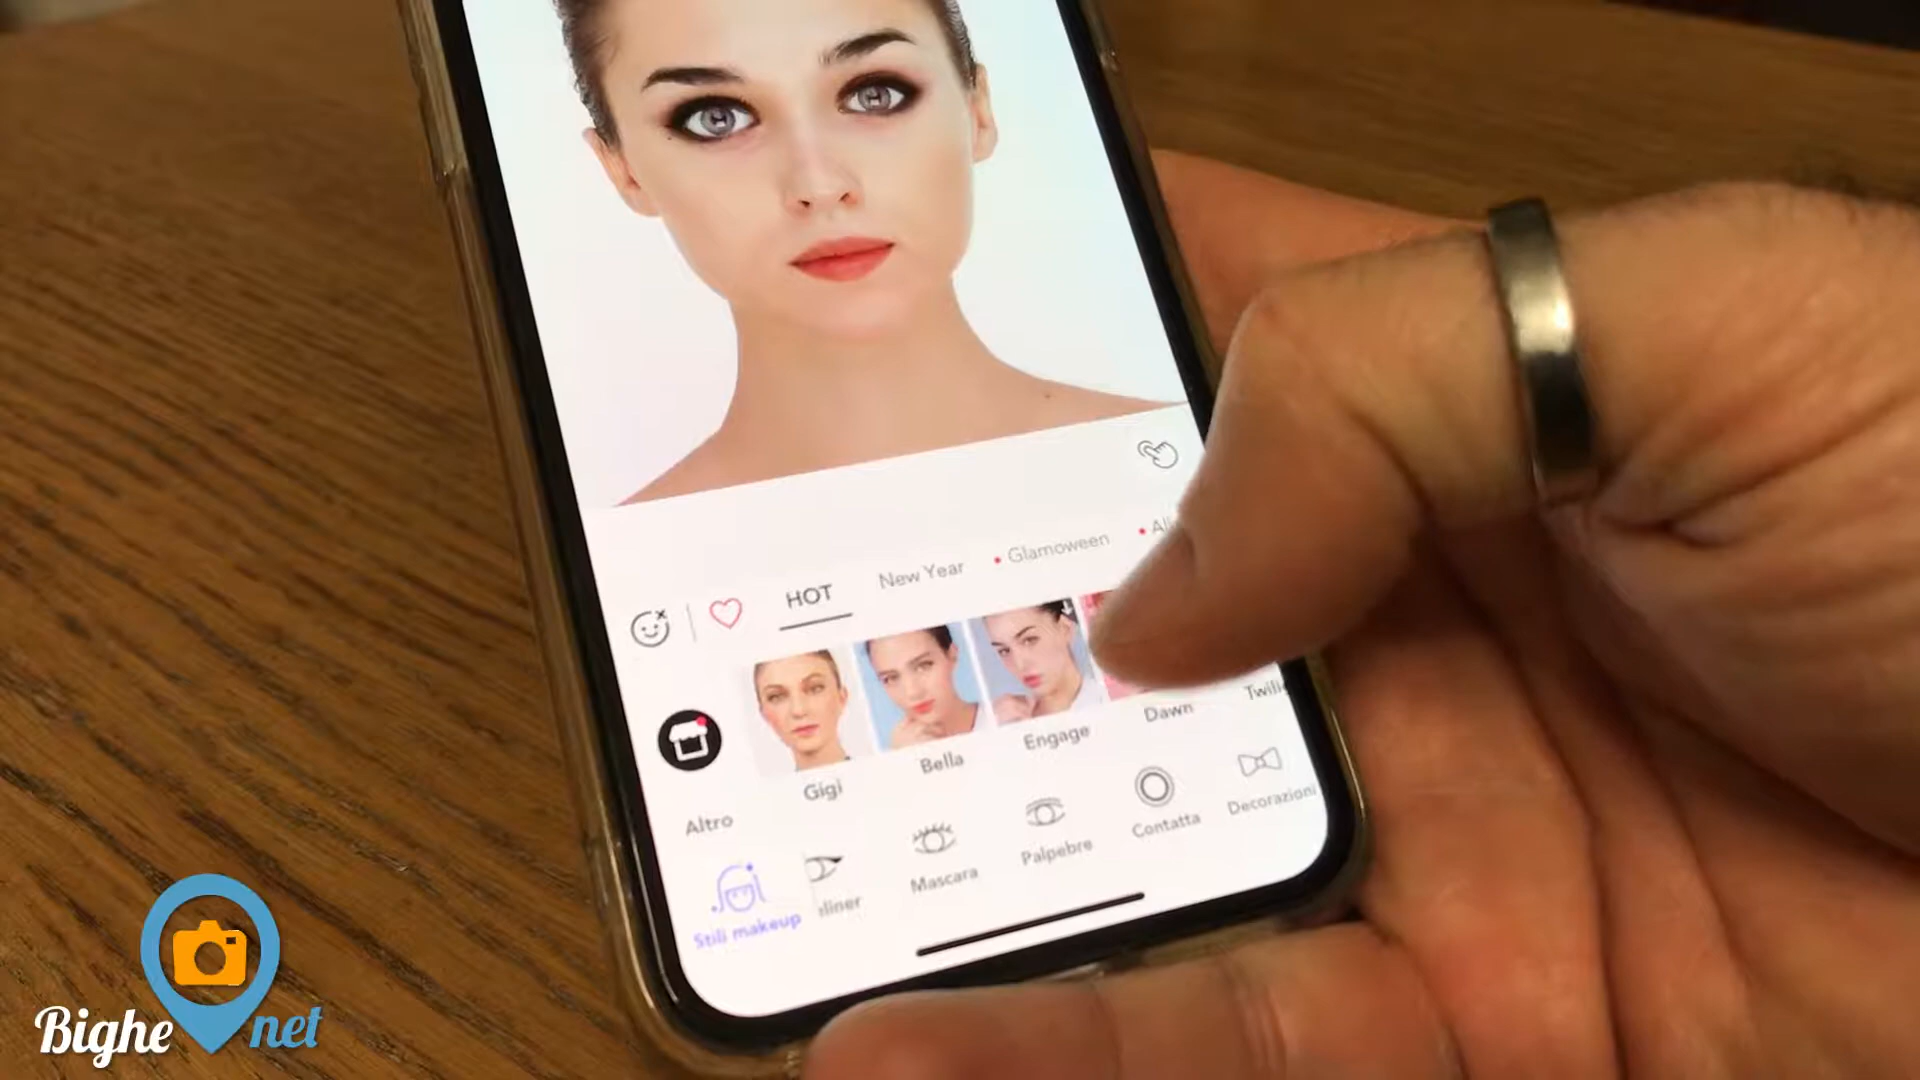 HOT New Year Glamoween
Gigi Bella Engage Dawn
Altro
Stili makeup Mascara Palpebre Contatta Decorazioni
Bighe net